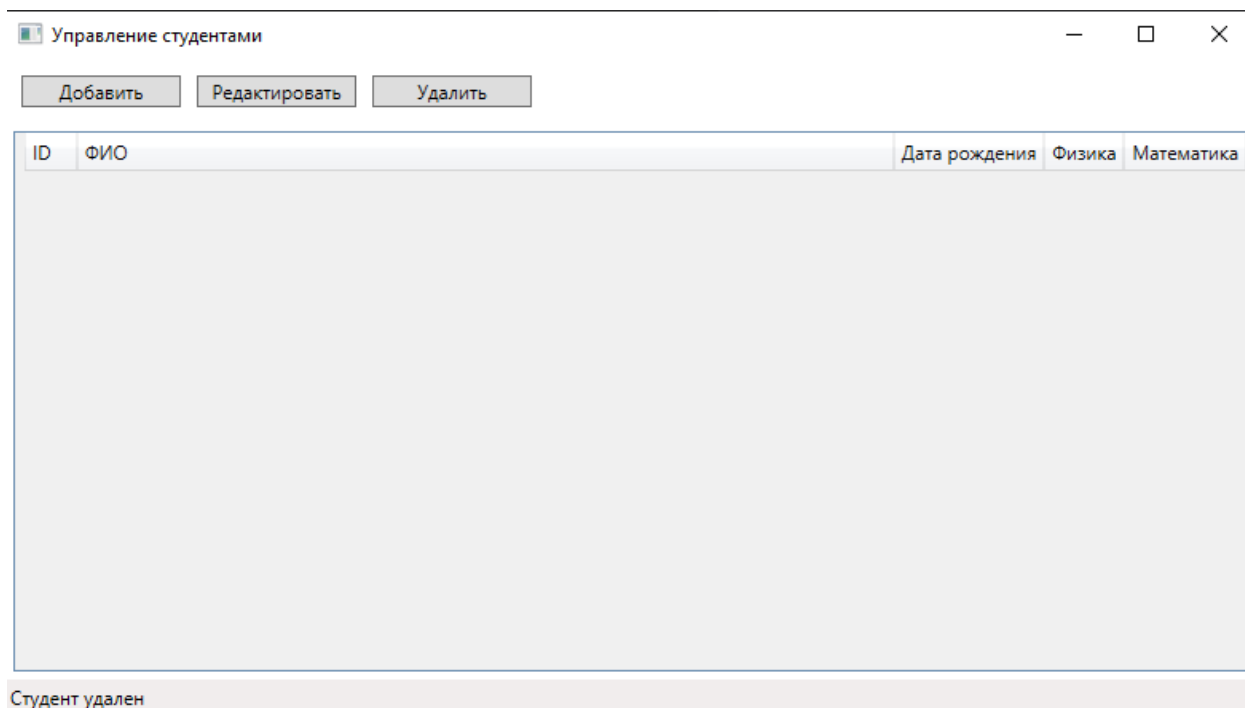 Управление студентами
Добавить Редактировать Удалить
ID ФИО Дата рождения Физика Математика
Студент удален